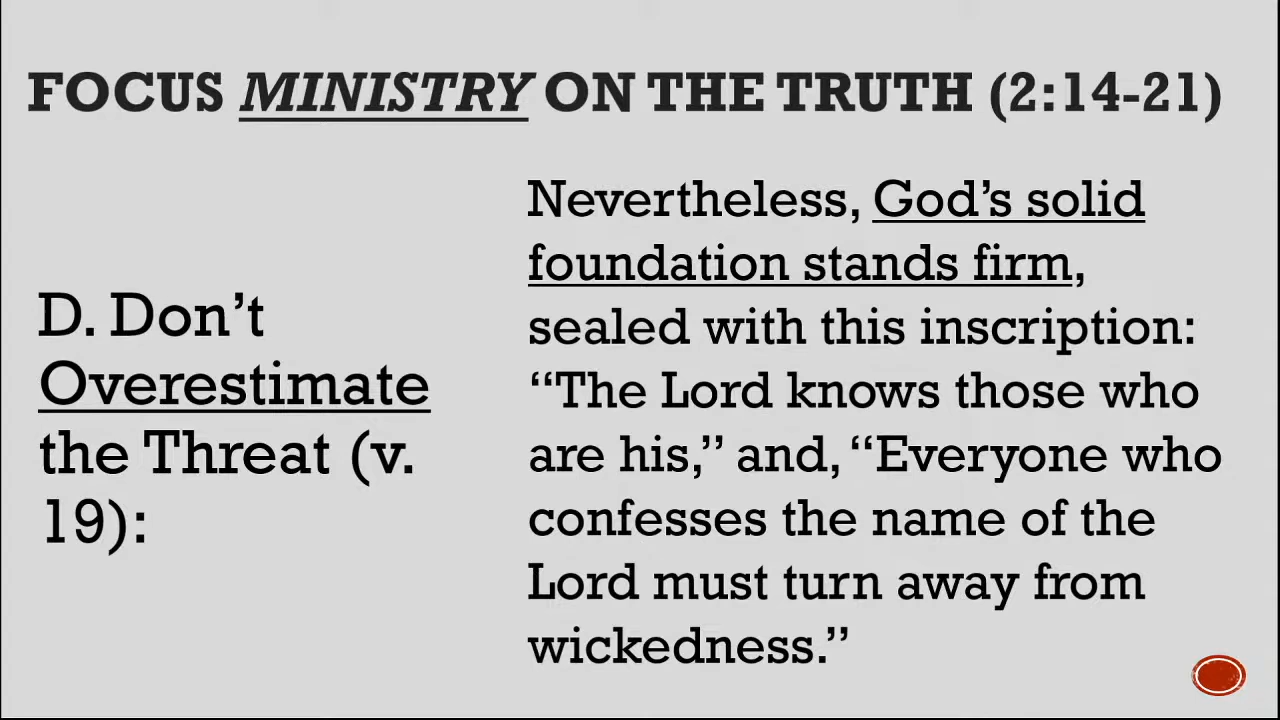 FOCUS MINISTRY ON THE TRUTH (2:14-21)
D. Don’t
Overestimate
the Threat (v.
19):
Nevertheless, God’s solid
foundation stands firm,
sealed with this inscription:
“The Lord knows those who
are his,” and, “Everyone who
confesses the name of the
Lord must turn away from
wickedness.”